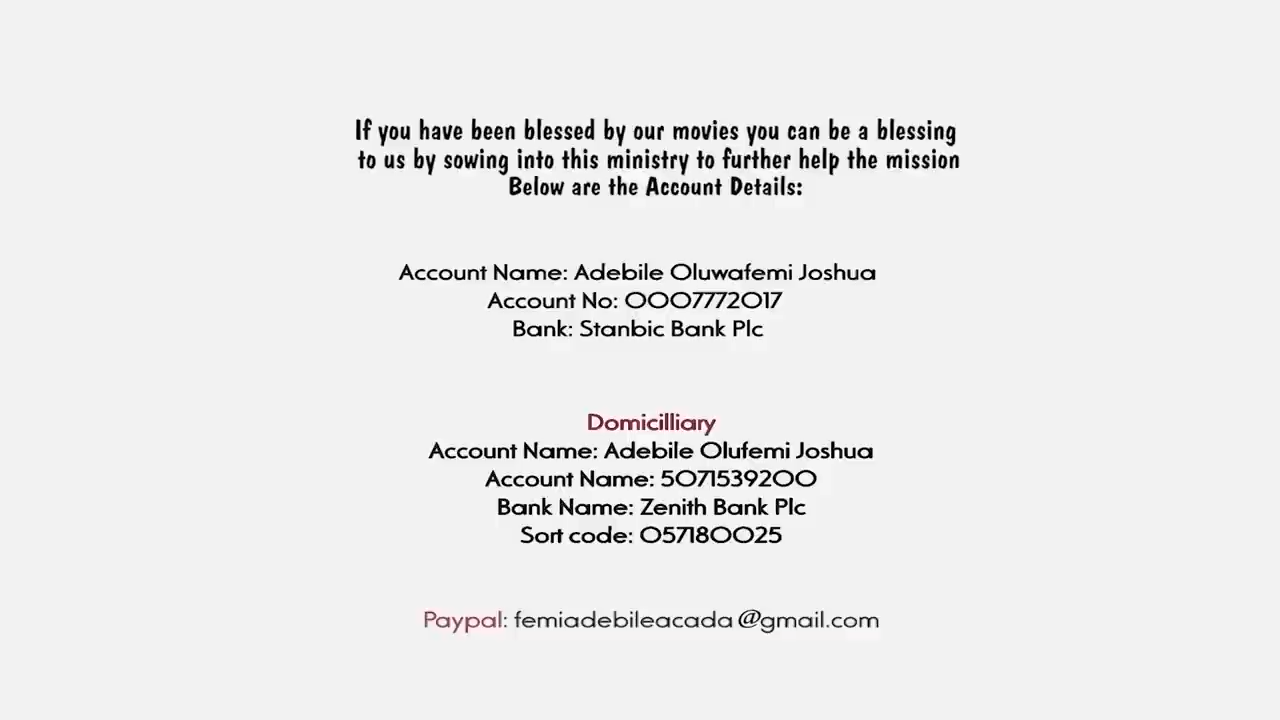 If you have been blessed by our movies you can be a blessing
to us by sowing into this ministry to further help the mission
Below are the Account Details:
Account Name: Adebile Oluwafemi Joshua
Account No: 0007772017
Bank: Stanbic Bank Plc
Domicilliary
Account Name: Adebile Olufemi Joshua
Account Name: 5071539200
Bank Name: Zenith Bank Plc
Sort code: 057180025
Paypal: femiadebileacada@gmail.com